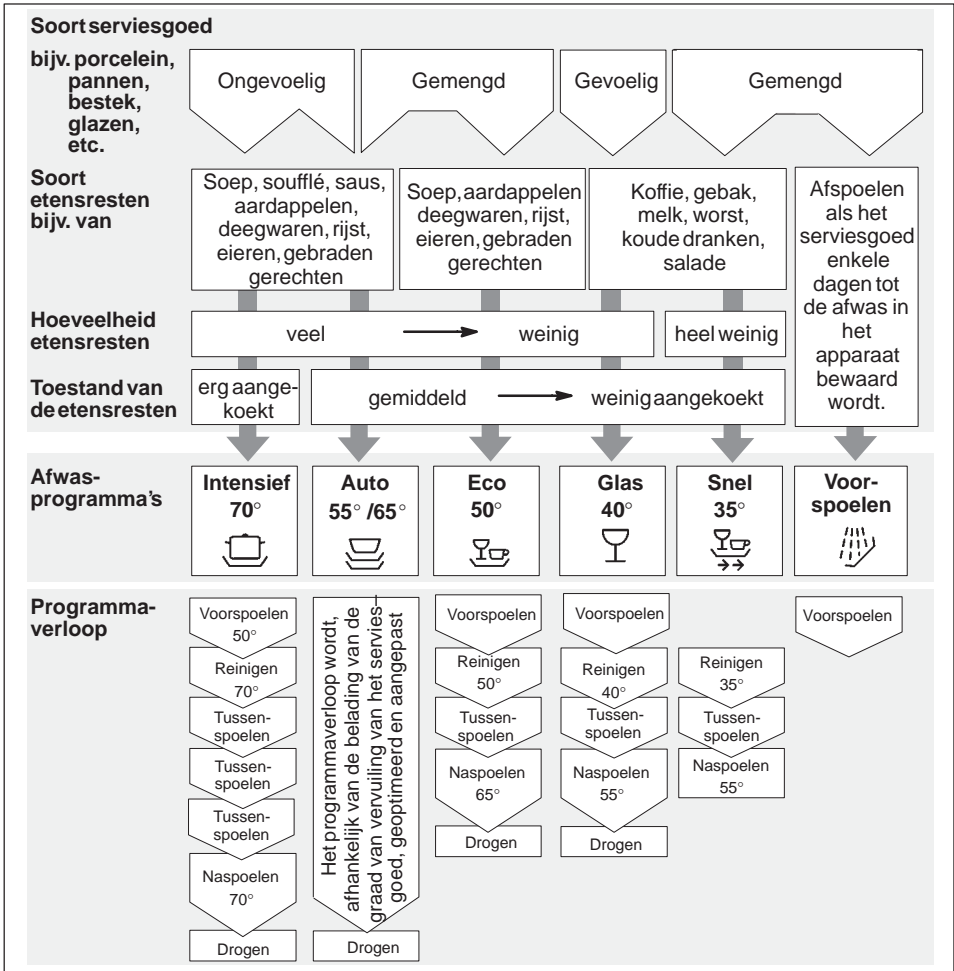 Soort serviesgoed
bijv. porcelein,
pannen,
bestek,
glazen,
etc.
Ongevoelig
Gemengd
Gevoelig
Gemengd
Soort
etensresten
bijv. van
Soep, soufflé, saus,
aardappelen,
deegwaren, rijst,
eieren, gebraden
gerechten
Soep, aardappelen
deegwaren, rijst,
eieren, gebraden
gerechten
Koffie, gebak,
melk, worst,
koude dranken,
salade
Afspoelen
als het
serviesgoed
enkele
dagen tot
de afwas in
het
apparaat
bewaard
wordt.
Hoeveelheid
etensresten
veel
weinig
heel weinig
Toestand van
de etensresten
erg aange-
koekt
gemiddeld
weinig aangekoekt
Afwas-
programma's
Intensief
70°
Auto
55° /65°
Eco
50°
Glas
40°
Snel
35°
Voor-
spoelen
Programma-
verloop
Voorspoelen
50°
Reinigen
70°
Tussen-
spoelen
Tussen-
spoelen
Tussen-
spoelen
Naspoelen
70°
Drogen
Het programmaverloop wordt,
afhankelijk van de belading van de
graad van vervuiling van het servies-
goed, geoptimeerd en aangepast
Drogen
Voorspoelen
Reinigen
50°
Tussen-
spoelen
Naspoelen
65°
Drogen
Voorspoelen
Reinigen
40°
Tussen-
spoelen
Naspoelen
55°
Drogen
Reinigen
35°
Tussen-
spoelen
Naspoelen
55°
Voorspoelen